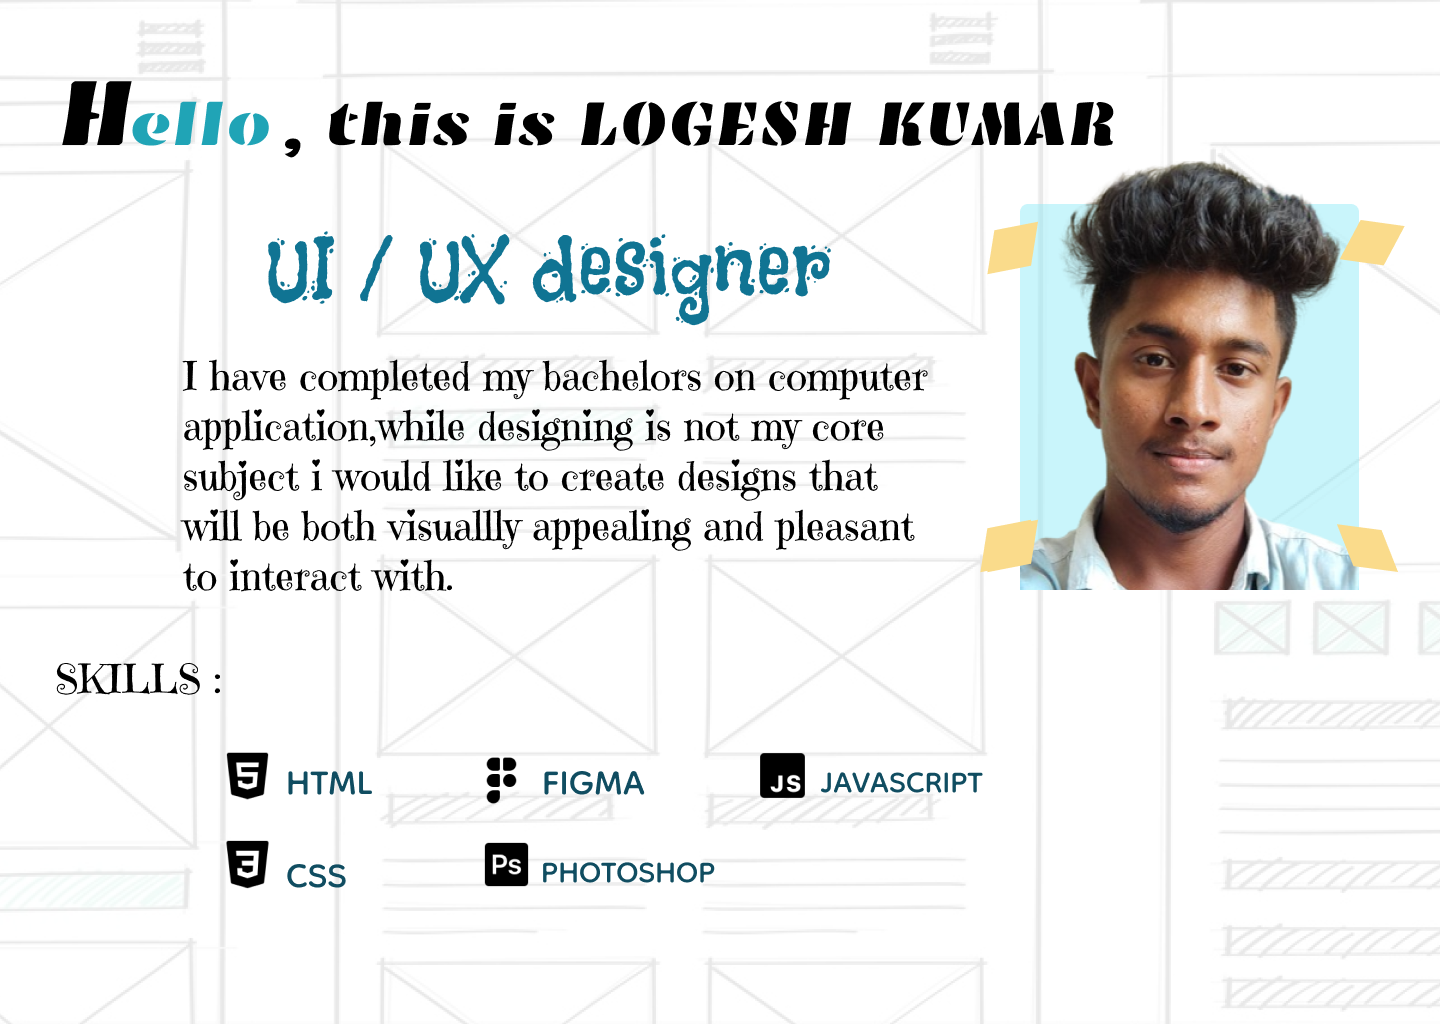 Hello, this is LOGESH KUMAR
UI / UX designer
I have completed my bachelors on computer
application,while designing is not my core
subject i would like to create designs that
will be both visuallly appealing and pleasant
to interact with.
SKILLS :
5 HTML FIGMA JS JAVASCRIPT
3 CSS Ps PHOTOSHOP